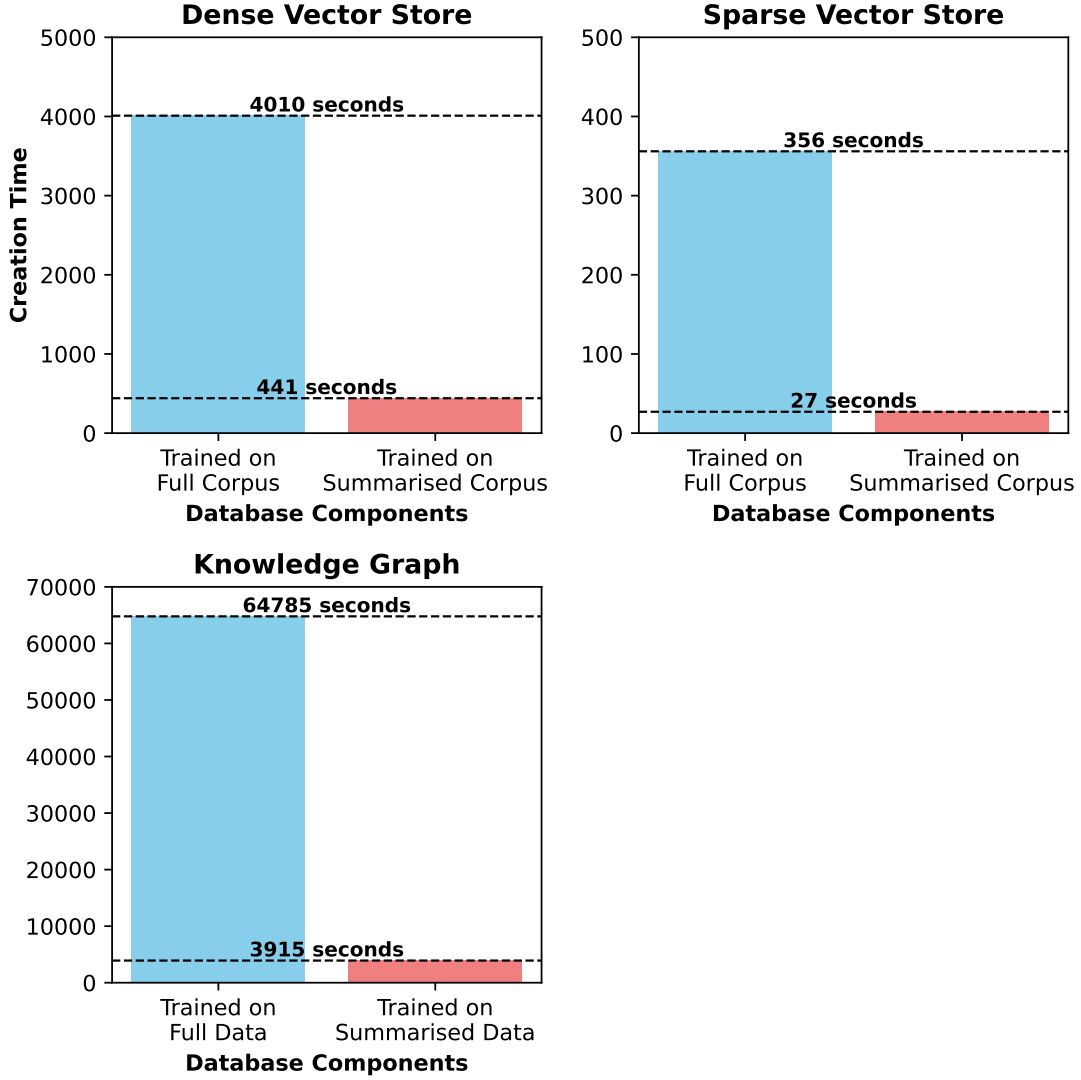 Dense Vector Store
5000
4000
3000
2000
1000
0
Creation Time
4010 seconds
441 seconds
Trained on
Full Corpus
Trained on
Summarised Corpus
Database Components
Sparse Vector Store
500
400
300
200
100
0
356 seconds
27 seconds
Trained on
Full Corpus
Trained on
Summarised Corpus
Database Components
Knowledge Graph
70000
60000
50000
40000
30000
20000
10000
0
64785 seconds
3915 seconds
Trained on
Full Data
Trained on
Summarised Data
Database Components